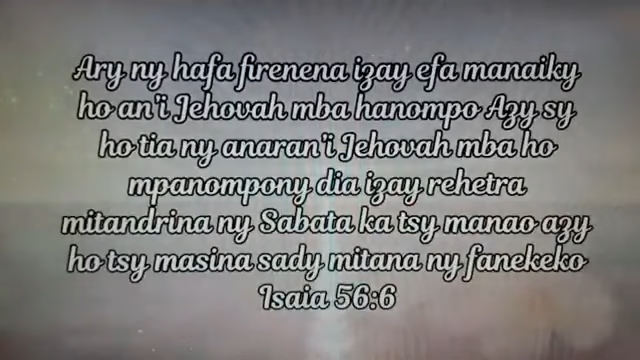 Ary ny hafa firenena izay efa manaiky
ho an'i Jehovah mba hanompo Azy sy
ho tia ny anaran'i Jehovah mba ho
mpanompony dia izay rehetra
mitandrina ny Sabata ka tsy manao azy
ho tsy masina sady mitana ny fanekeko
Isaia 56:6